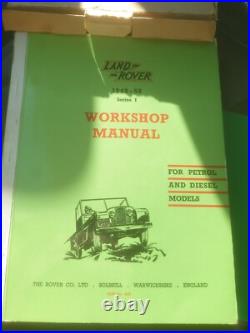 LAND
ROVER
1948-58
Series I
WORKSHOP
MANUAL
FOR PETROL
AND DIESEL
MODELS
THE ROVER CO. LTD . SOLIHULL . WARWICKSHIRE . ENGLAND